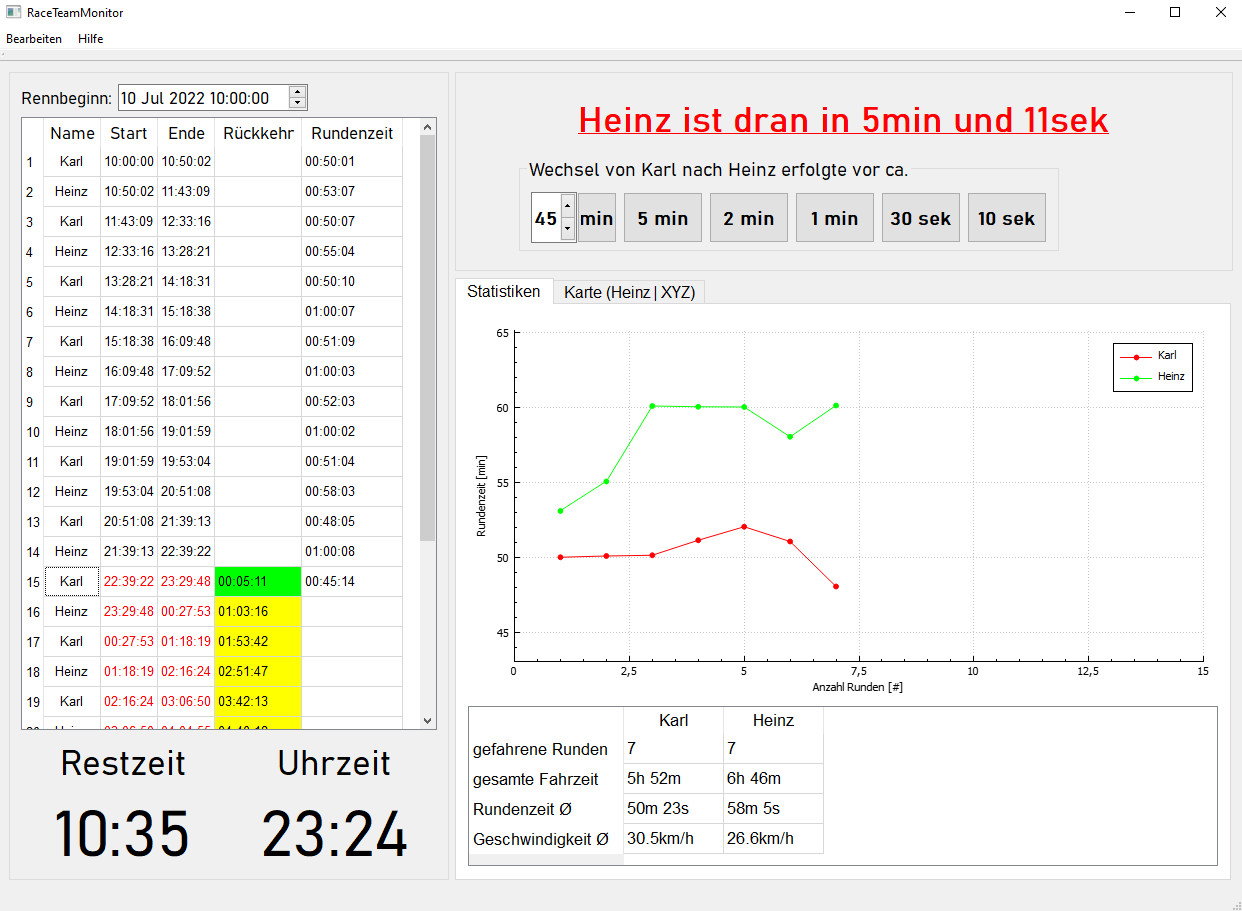 RaceTeamMonitor
Bearbeiten Hilfe
Rennbeginn: 10 Jul 2022 10:00:00
Name Start Ende Rückkehr Rundenzeit
1 Karl 10:00:00 10:50:02 00:50:01
2 Heinz 10:50:02 11:43:09 00:53:07
3 Karl 11:43:09 12:33:16 00:50:07
4 Heinz 12:33:16 13:28:21 00:55:04
5 Karl 13:28:21 14:18:31 00:50:10
6 Heinz 14:18:31 15:18:38 01:00:07
7 Karl 15:18:38 16:09:48 00:51:09
8 Heinz 16:09:48 17:09:52 01:00:03
9 Karl 17:09:52 18:01:56 00:52:03
10 Heinz 18:01:56 19:01:59 01:00:02
11 Karl 19:01:59 19:53:04 00:51:04
12 Heinz 19:53:04 20:51:08 00:58:03
13 Karl 20:51:08 21:39:13 00:48:05
14 Heinz 21:39:13 22:39:22 01:00:08
15 Karl 22:39:22 23:29:48 00:05:11 00:45:14
16 Heinz 23:29:48 00:27:53 01:03:16
17 Karl 00:27:53 01:18:19 01:53:42
18 Heinz 01:18:19 02:16:24 02:51:47
19 Karl 02:16:24 03:06:50 03:42:13
Restzeit Uhrzeit
10:35 23:24
Heinz ist dran in 5min und 11sek
Wechsel von Karl nach Heinz erfolgte vor ca.
45 min 5 min 2 min 1 min 30 sek 10 sek
Statistiken Karte (Heinz | XYZ)
65
60
55
50
45
Rundenzeit [min]
0 2,5 5 7,5 10 12,5 15
Anzahl Runden [#]
Karl
Heinz
Karl Heinz
gefahrene Runden 7 7
gesamte Fahrzeit 5h 52m 6h 46m
Rundenzeit Ø 50m 23s 58m 5s
Geschwindigkeit Ø 30.5km/h 26.6km/h